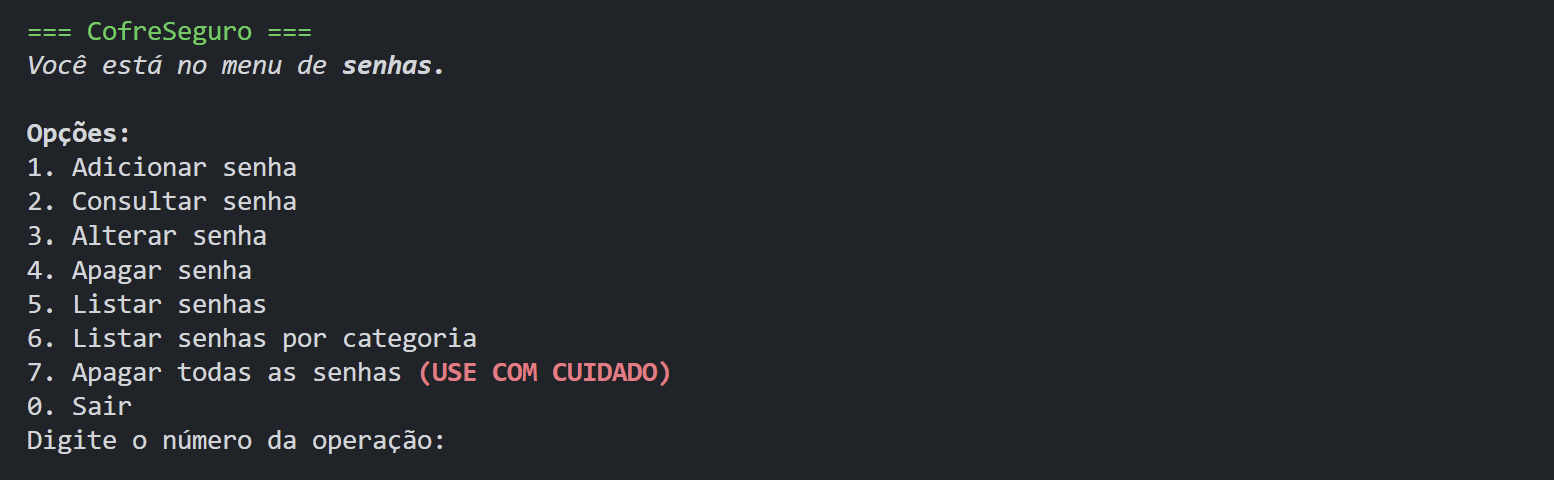 === CofreSeguro ===
Você está no menu de senhas.
Opções:
1. Adicionar senha
2. Consultar senha
3. Alterar senha
4. Apagar senha
5. Listar senhas
6. Listar senhas por categoria
7. Apagar todas as senhas (USE COM CUIDADO)
0. Sair
Digite o número da operação: